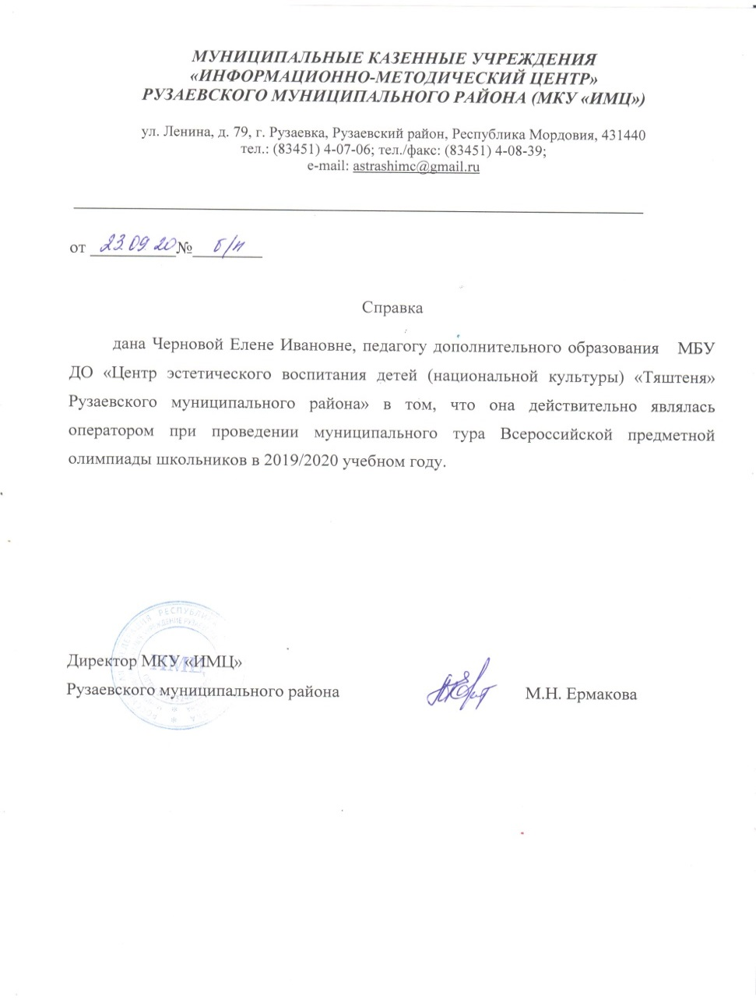 МУНИЦИПАЛЬНЫЕ КАЗЕННЫЕ УЧРЕЖДЕНИЯ
«ИНФОРМАЦИОННО-МЕТОДИЧЕСКИЙ ЦЕНТР»
РУЗАЕВСКОГО МУНИЦИПАЛЬНОГО РАЙОНА (МКУ «ИМЦ»)
ул. Ленина, д. 79, г. Рузаевка, Рузаевский район, Республика Мордовия, 431440
тел.: (83451) 4-07-06; тел./факс: (83451) 4-08-39;
e-mail: astrashimc@gmail.ru
от 23.09.20 № б/н
Справка
дана Черновой Елене Ивановне, педагогу дополнительного образования МБУ
ДО «Центр эстетического воспитания детей (национальной культуры) «Тяштеня»
Рузаевского муниципального района» в том, что она действительно являлась
оператором при проведении муниципального тура Всероссийской предметной
олимпиады школьников в 2019/2020 учебном году.
ИМЦ
Директор МКУ «ИМЦ»
Рузаевского муниципального района М.Н. Ермакова